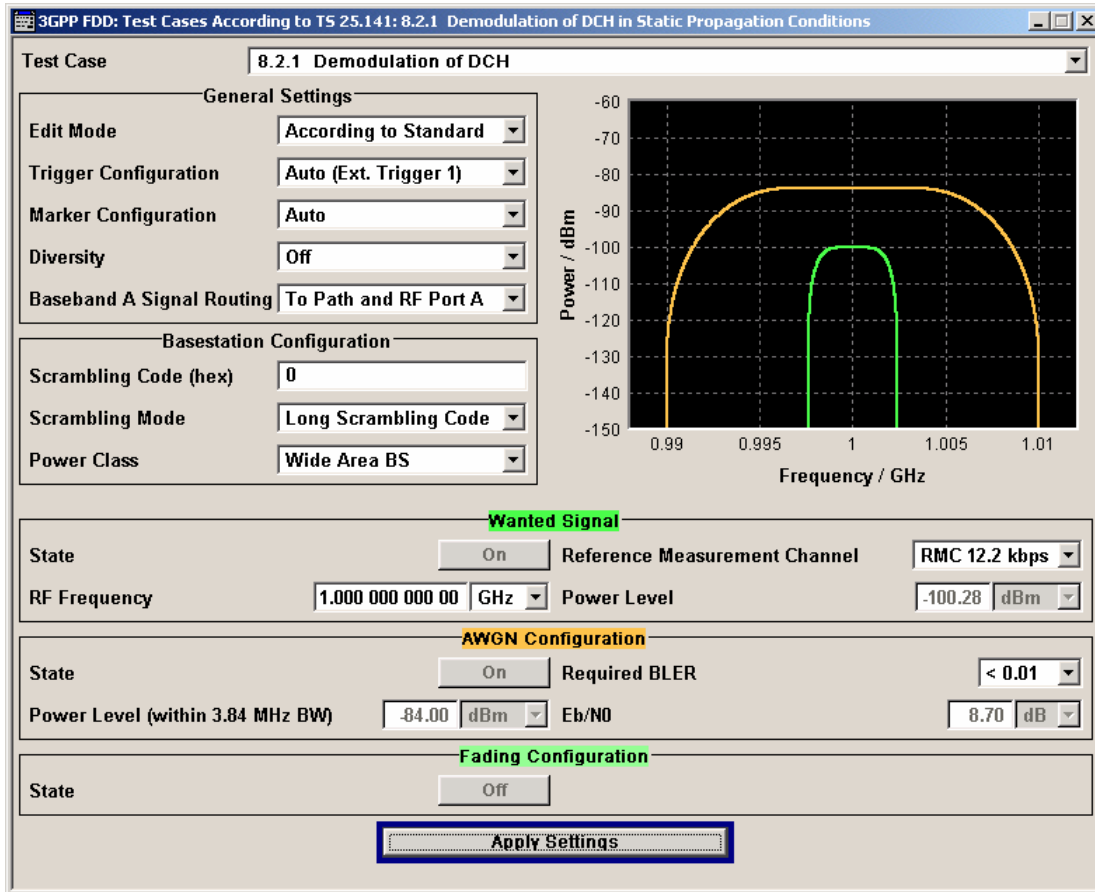 3GPP FDD: Test Cases According to TS 25.141: 8.2.1 Demodulation of DCH in Static Propagation Conditions
Test Case 8.2.1 Demodulation of DCH
General Settings
Edit Mode According to Standard
Trigger Configuration Auto (Ext. Trigger 1)
Marker Configuration Auto
Diversity Off
Baseband A Signal Routing To Path and RF Port A
Basestation Configuration
Scrambling Code (hex) 0
Scrambling Mode Long Scrambling Code
Power Class Wide Area BS
Power / dBm
-60
-70
-80
-90
-100
-110
-120
-130
-140
-150
0.99 0.995 1 1.005 1.01
Frequency / GHz
Wanted Signal
State On Reference Measurement Channel RMC 12.2 kbps
RF Frequency 1.000 000 000 00 GHz Power Level -100.28 dBm
AWGN Configuration
State On Required BLER < 0.01
Power Level (within 3.84 MHz BW) -84.00 dBm Eb/N0 8.70 dB
Fading Configuration
State Off
Apply Settings